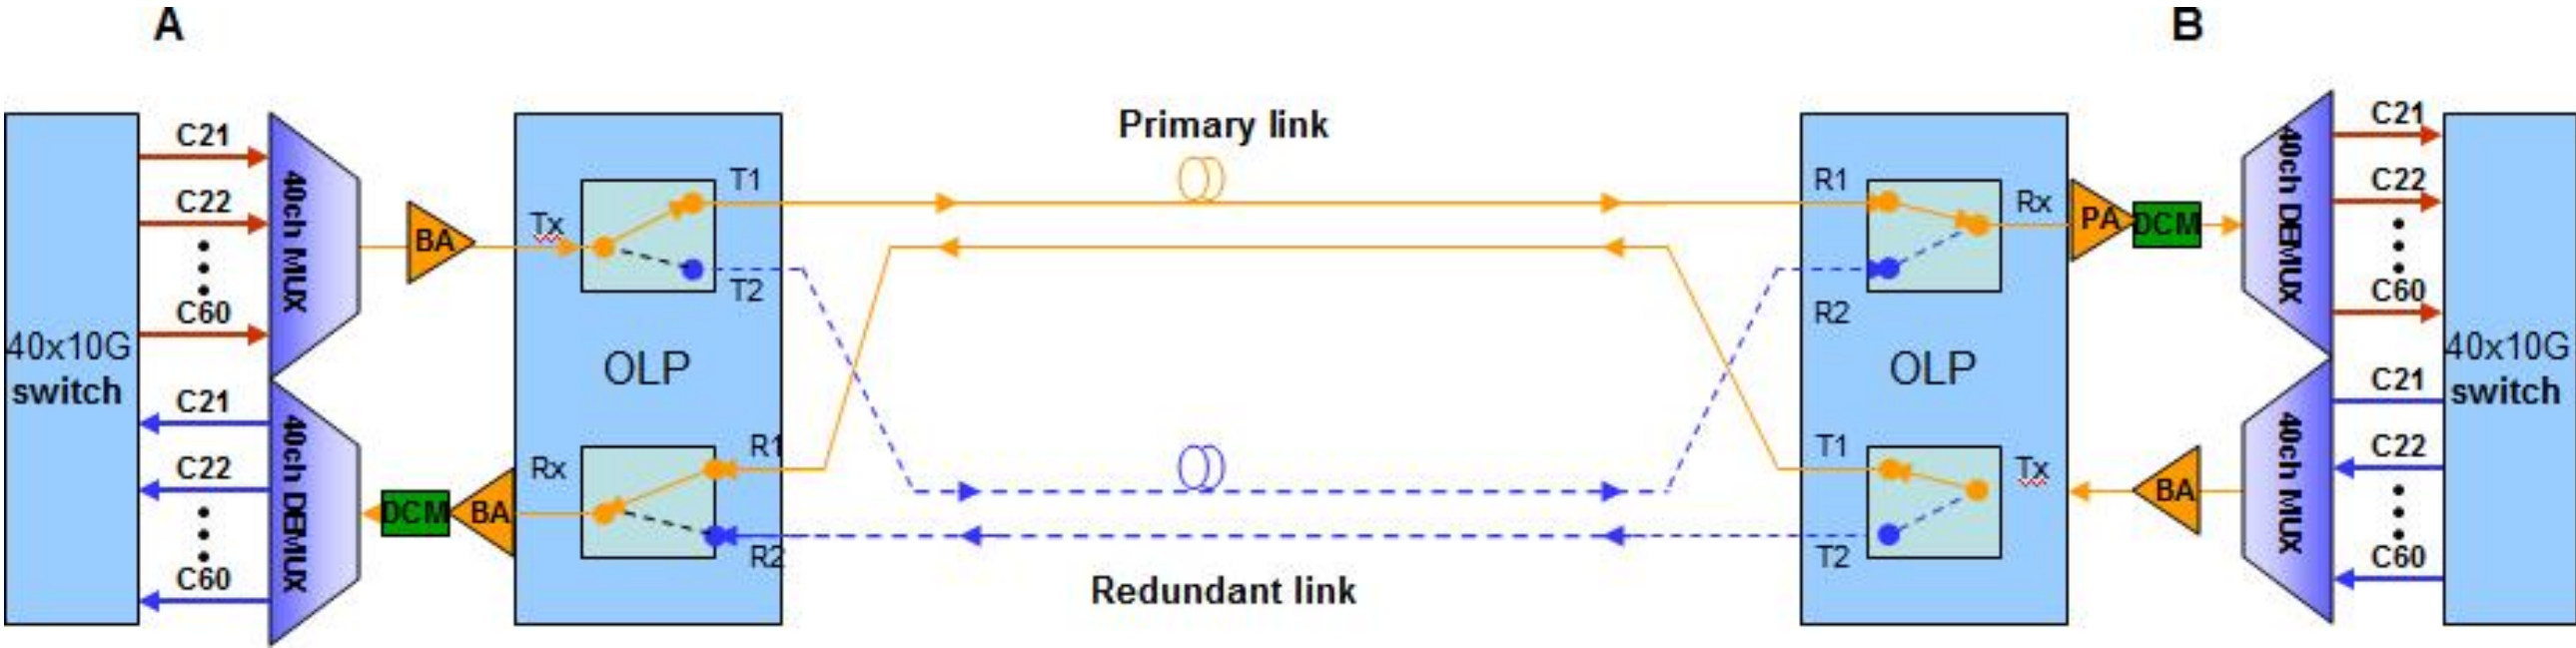 A
B
Primary link
C21
C22
C60
40ch MUX
BA
Tx
T1
T2
OLP
R1
R2
Rx
PA
DCM
40ch DEMUX
C21
C22
C60
40x10G
switch
C21
C22
C60
40ch DEMUX
DCM
BA
Rx
R1
R2
OLP
T1
T2
Tx
BA
40ch MUX
C21
C22
C60
40x10G
switch
Redundant link